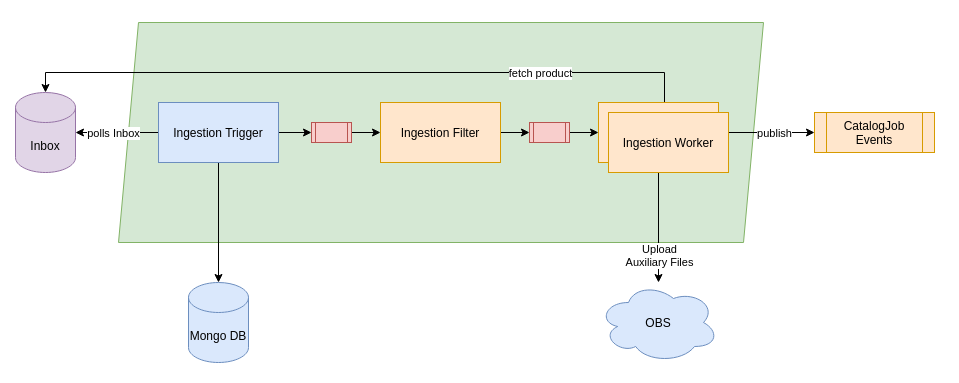 fetch product
Inbox
polls Inbox
Ingestion Trigger
Ingestion Filter
Ingestion Worker
publish
CatalogJob
Events
Upload
Auxiliary Files
Mongo DB
OBS